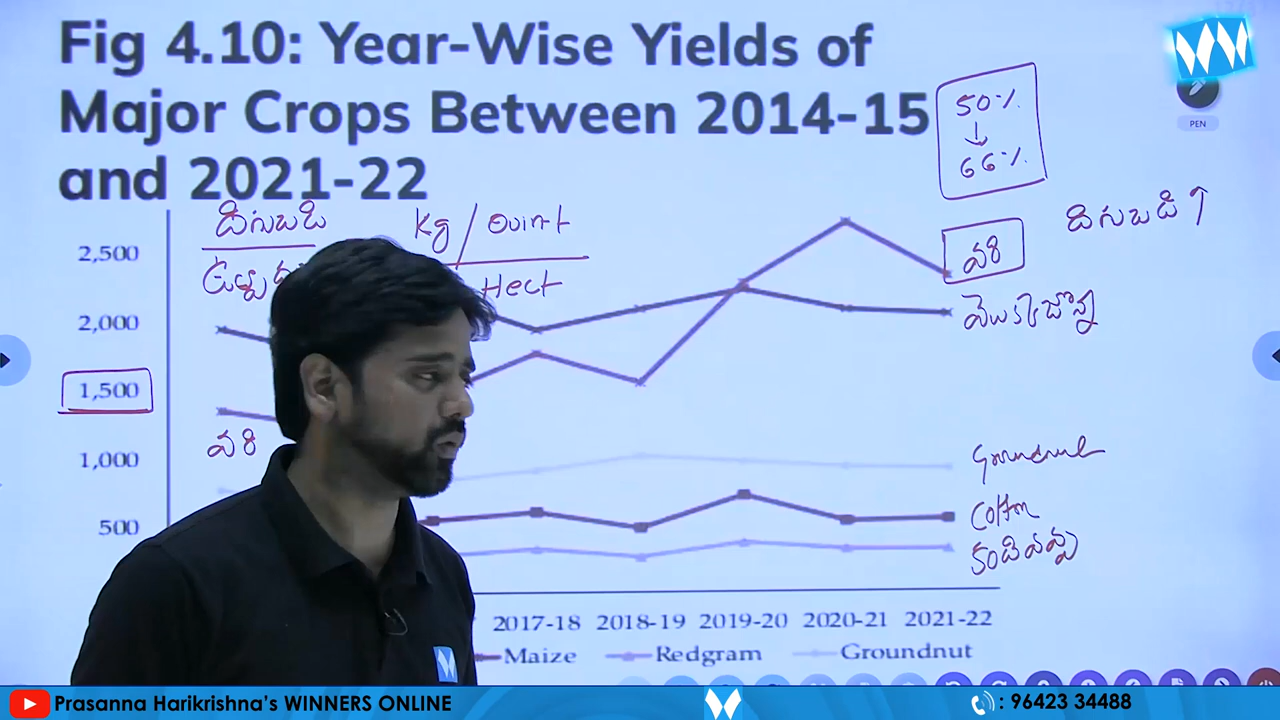 Fig 4.10: Year-Wise Yields of
Major Crops Between 2014-15
and 2021-22
50%
↓
66%
PEN
దిగుబడి
Kg / Quint
Hect
దిగుబడి ↑
వరి
మొక్కజొన్న
2,500
2,000
1,500
1,000
500
వరి
Groundnut
Cotton
కందిపప్పు
2017-18 2018-19 2019-20 2020-21 2021-22
Maize Redgram Groundnut
Prasanna Harikrishna's WINNERS ONLINE
: 96423 34488